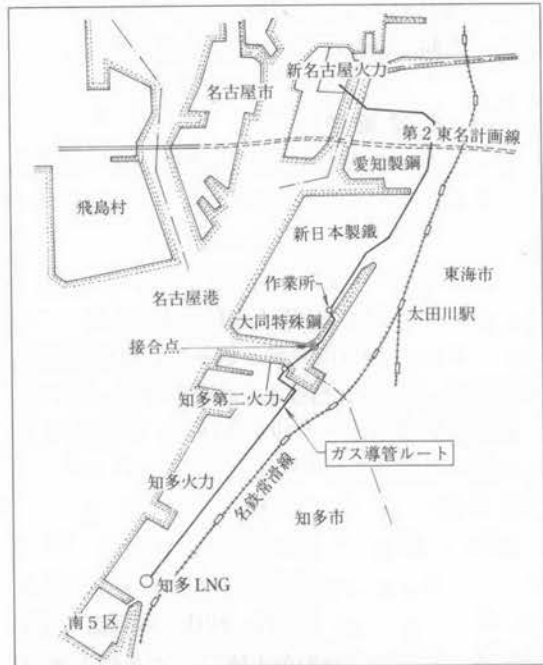 新名古屋火力
名古屋市
第2東名計画線
愛知製鋼
飛島村
新日本製鐵
東海市
作業所
名古屋港
大同特殊鋼
太田川駅
接合点
知多第二火力
ガス導管ルート
知多火力
名鉄常滑線
知多市
知多LNG
南5区